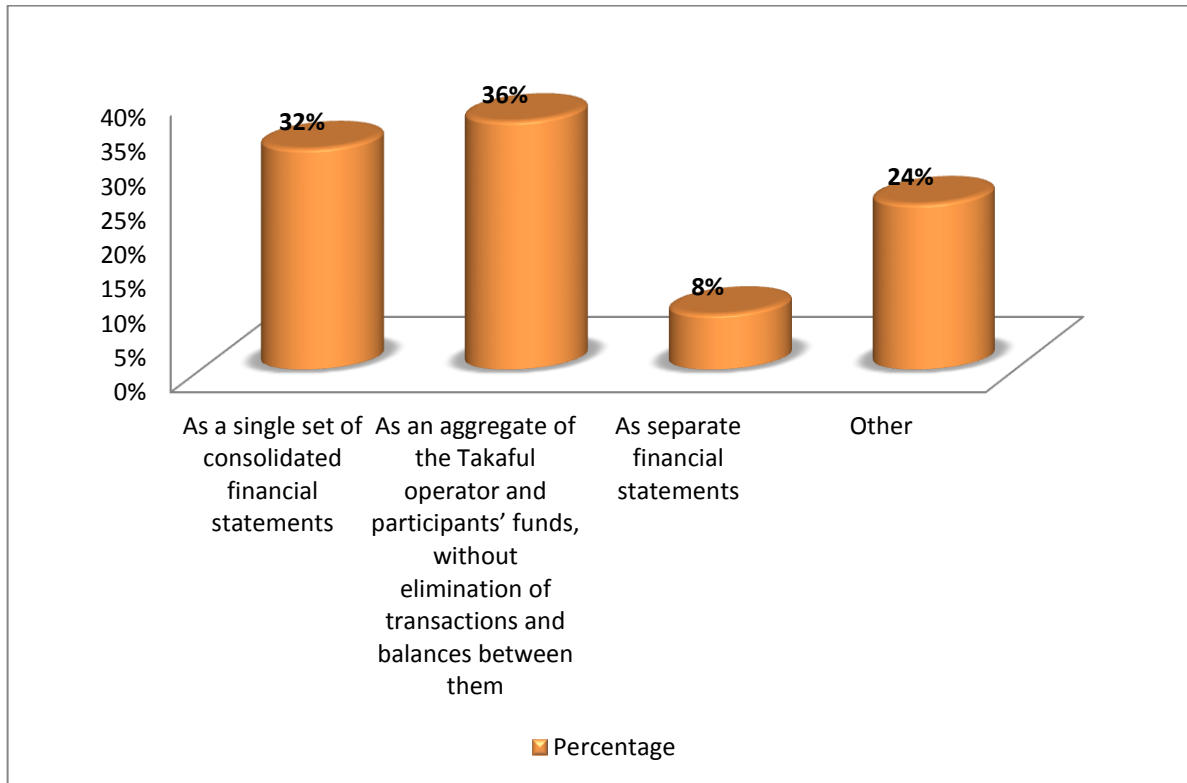 40%
35%
30%
25%
20%
15%
10%
5%
0%
32%
36%
8%
24%
As a single set of
consolidated
financial
statements
As an aggregate of
the Takaful
operator and
participants’ funds,
without
elimination of
transactions and
balances between
them
As separate
financial
statements
Other
Percentage